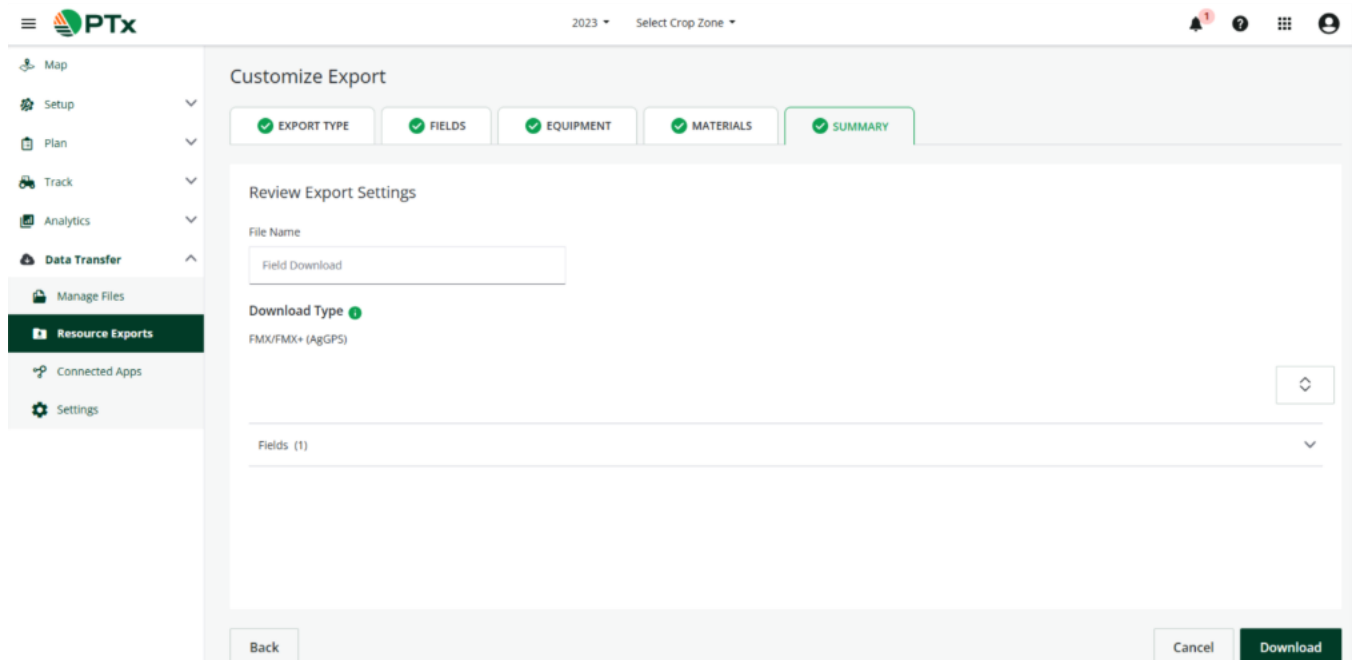 PTx
2023
Select Crop Zone
1
Map
Setup
Plan
Track
Analytics
Data Transfer
Manage Files
Resource Exports
Connected Apps
Settings
Customize Export
EXPORT TYPE
FIELDS
EQUIPMENT
MATERIALS
SUMMARY
Review Export Settings
File Name
Field Download
Download Type
FMX/FMX+ (AgGPS)
Fields (1)
Back
Cancel
Download